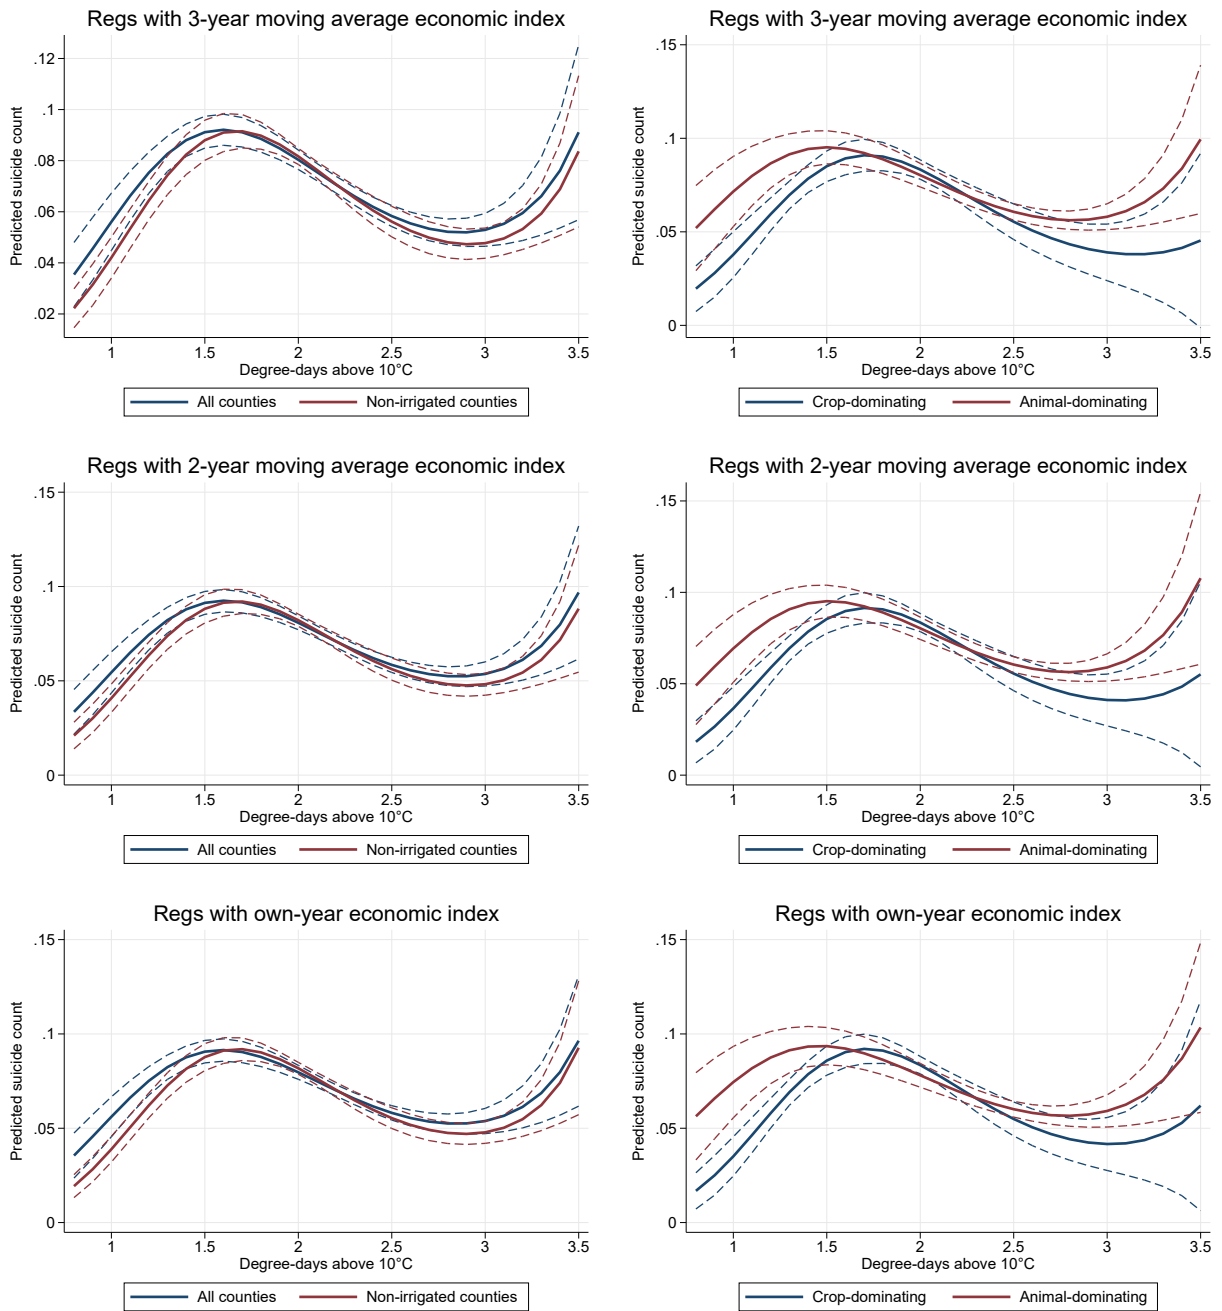 Regs with 3-year moving average economic index
Predicted suicide count
.12
.1
.08
.06
.04
.02
1
1.5
2
2.5
3
3.5
Degree-days above 10°C
All counties
Non-irrigated counties
Regs with 3-year moving average economic index
Predicted suicide count
.15
.1
.05
0
1
1.5
2
2.5
3
3.5
Degree-days above 10°C
Crop-dominating
Animal-dominating
Regs with 2-year moving average economic index
Predicted suicide count
.15
.1
.05
0
1
1.5
2
2.5
3
3.5
Degree-days above 10°C
All counties
Non-irrigated counties
Regs with 2-year moving average economic index
Predicted suicide count
.15
.1
.05
0
1
1.5
2
2.5
3
3.5
Degree-days above 10°C
Crop-dominating
Animal-dominating
Regs with own-year economic index
Predicted suicide count
.15
.1
.05
0
1
1.5
2
2.5
3
3.5
Degree-days above 10°C
All counties
Non-irrigated counties
Regs with own-year economic index
Predicted suicide count
.15
.1
.05
0
1
1.5
2
2.5
3
3.5
Degree-days above 10°C
Crop-dominating
Animal-dominating